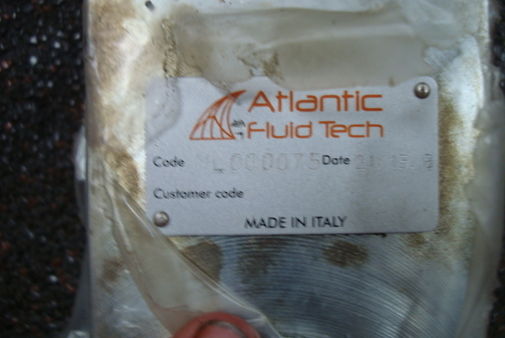 Atlantic
Fluid Tech
Code Date
Customer code
MADE IN ITALY